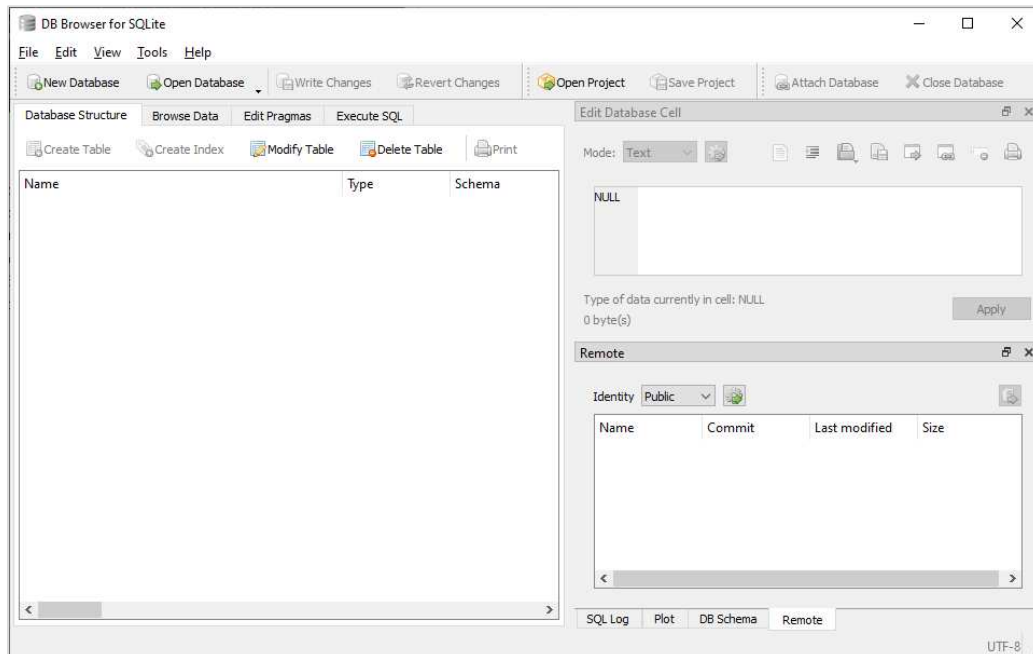 DB Browser for SQLite
File Edit View Tools Help
New Database Open Database Write Changes Revert Changes Open Project Save Project Attach Database Close Database
Database Structure Browse Data Edit Pragmas Execute SQL
Create Table Create Index Modify Table Delete Table Print
Name Type Schema
Edit Database Cell
Mode: Text
NULL
Type of data currently in cell: NULL
0 byte(s)
Apply
Remote
Identity Public
Name Commit Last modified Size
SQL Log Plot DB Schema Remote
UTF-8